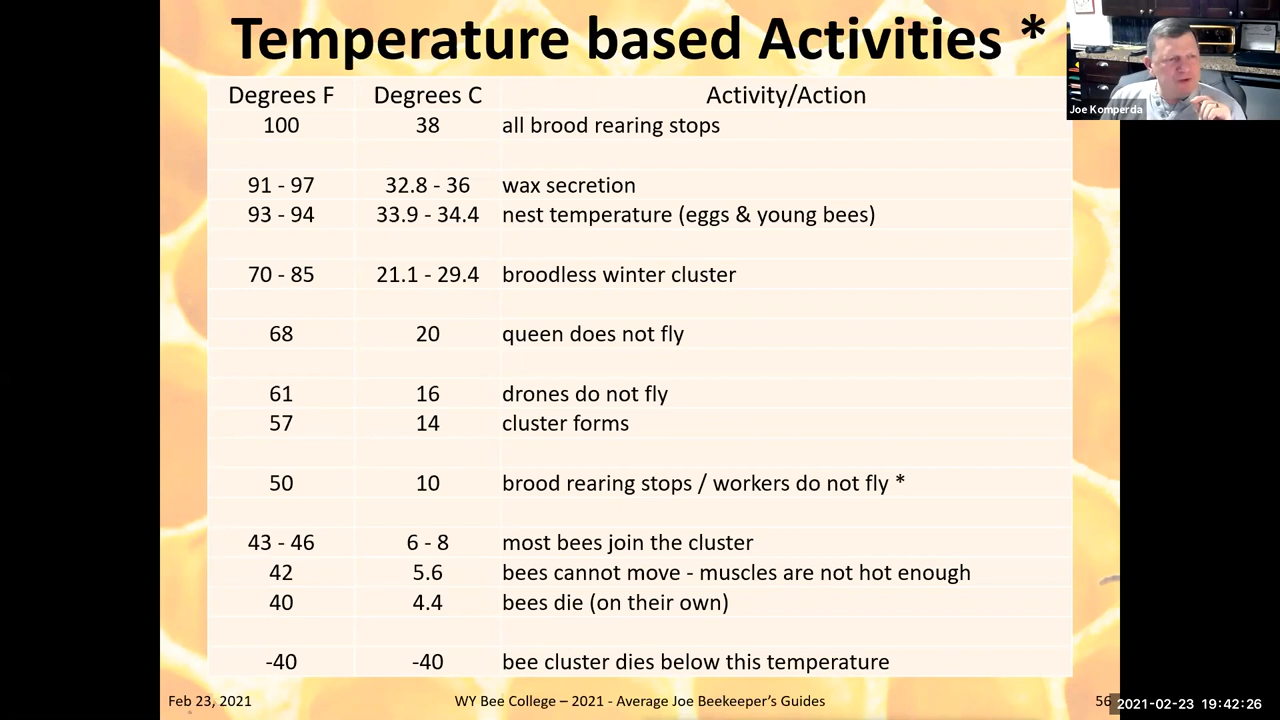 Temperature based Activities *
Joe Komperda
Degrees F Degrees C Activity/Action
100 38 all brood rearing stops
91 - 97 32.8 - 36 wax secretion
93 - 94 33.9 - 34.4 nest temperature (eggs & young bees)
70 - 85 21.1 - 29.4 broodless winter cluster
68 20 queen does not fly
61 16 drones do not fly
57 14 cluster forms
50 10 brood rearing stops / workers do not fly *
43 - 46 6 - 8 most bees join the cluster
42 5.6 bees cannot move - muscles are not hot enough
40 4.4 bees die (on their own)
-40 -40 bee cluster dies below this temperature
Feb 23, 2021 WY Bee College – 2021 - Average Joe Beekeeper's Guides 56
2021-02-23 19:42:26